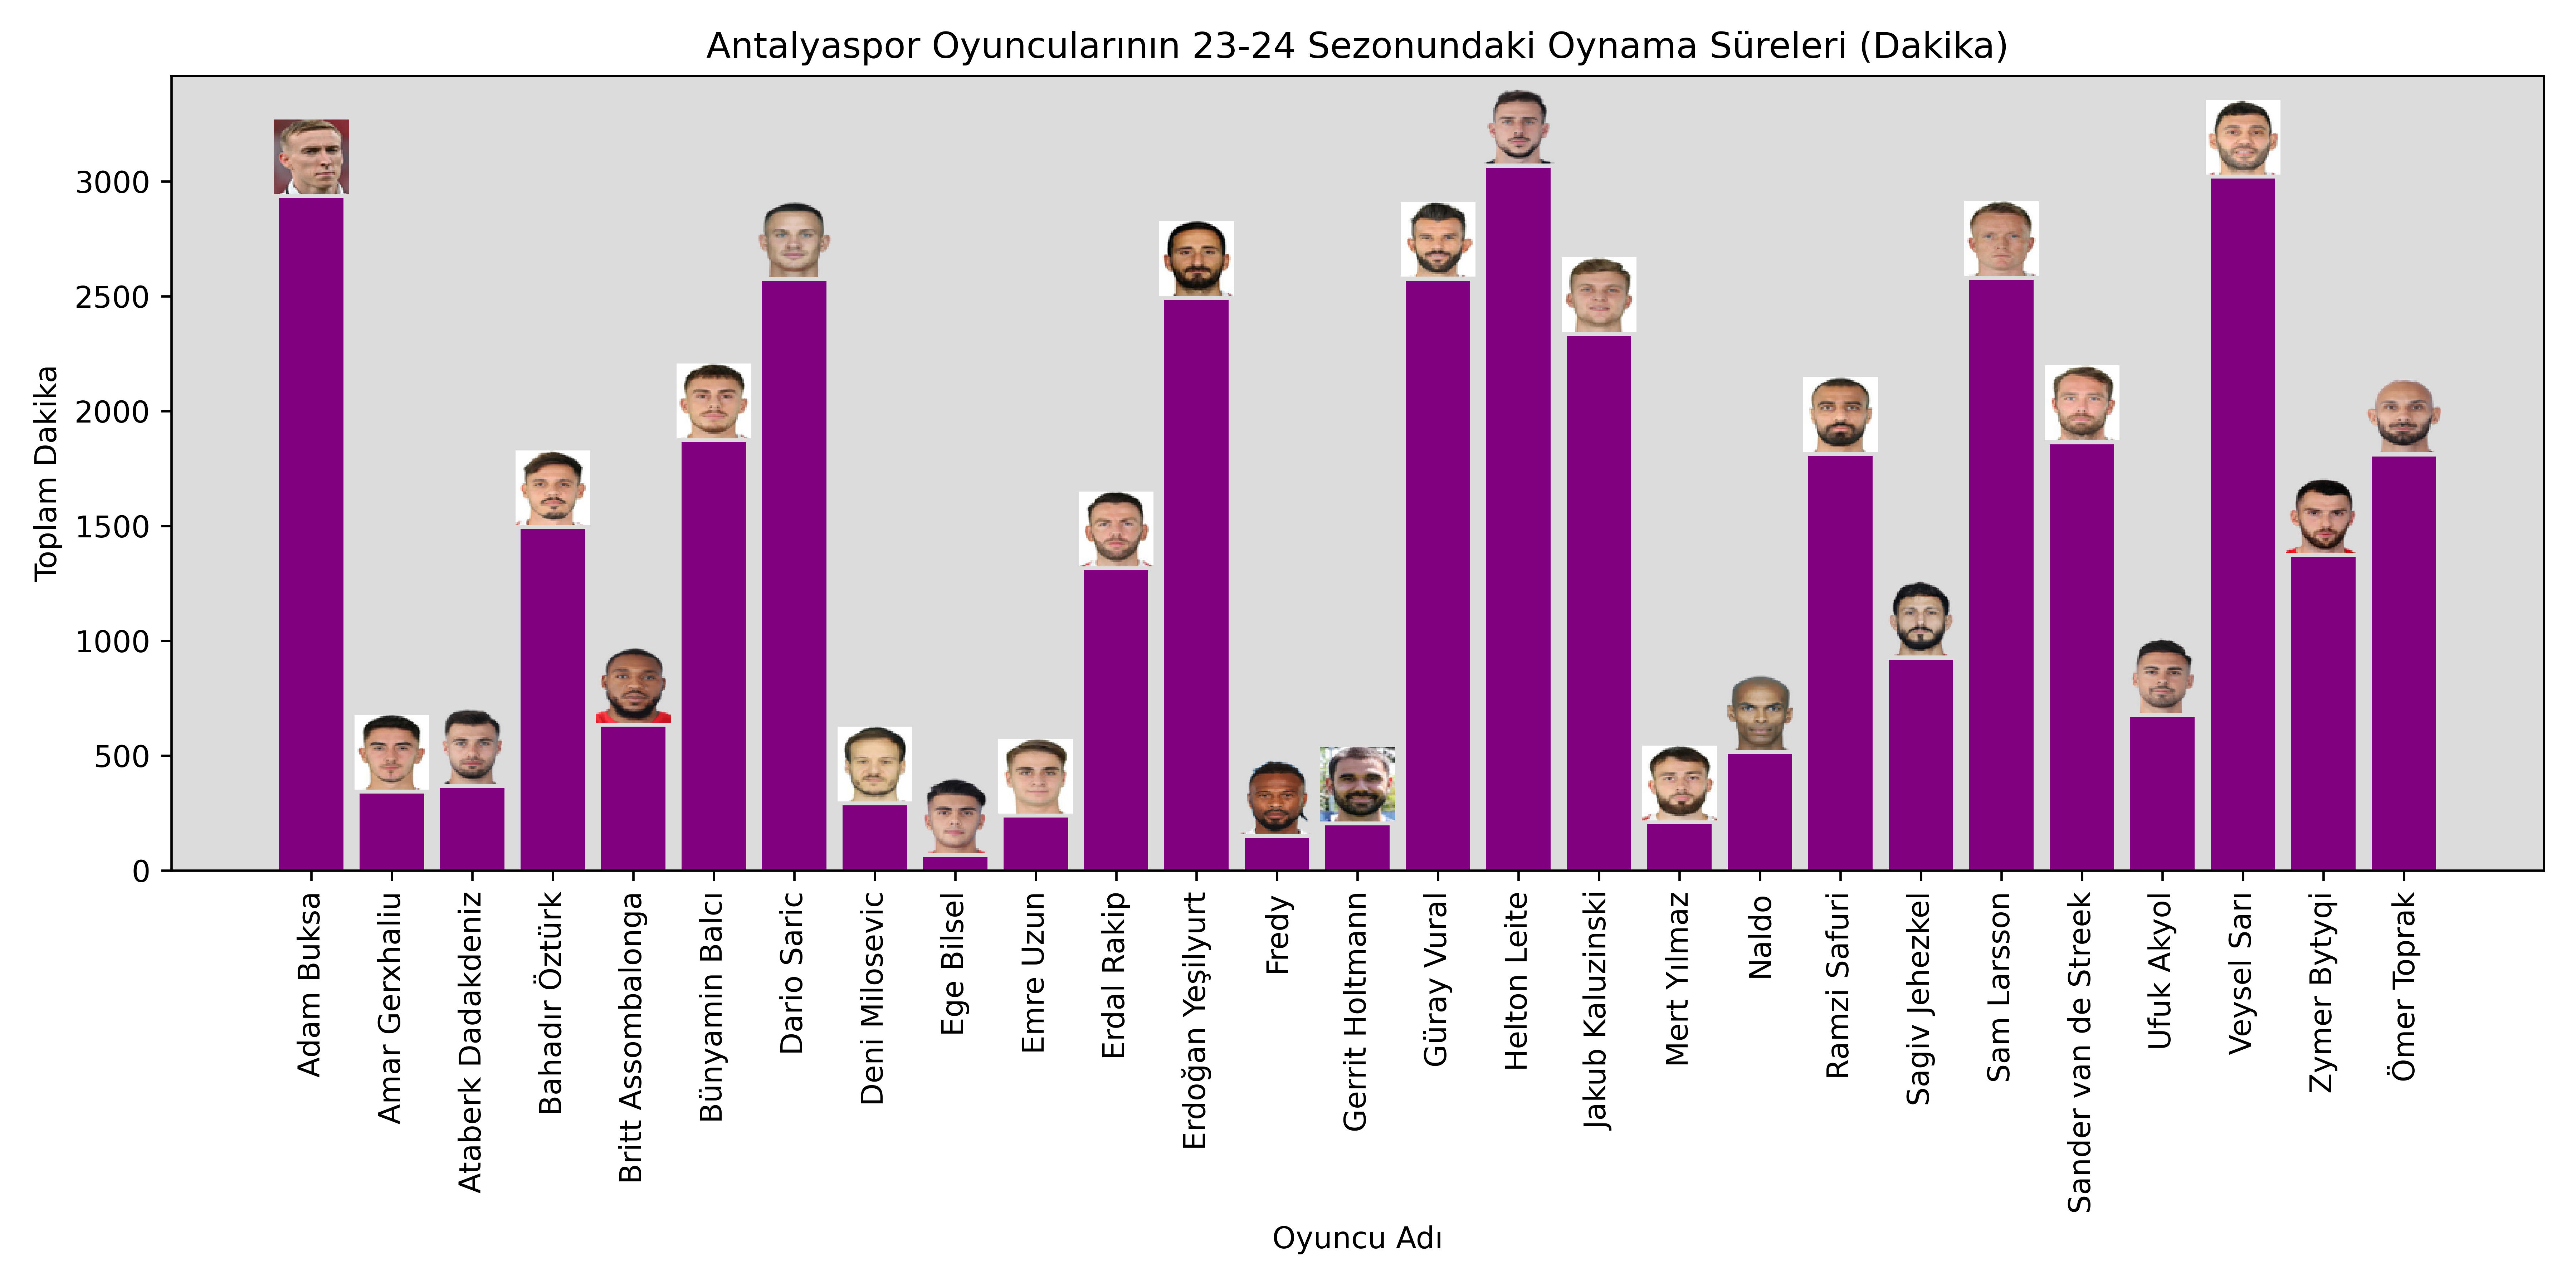 Antalyaspor Oyuncularının 23-24 Sezonundaki Oynama Süreleri (Dakika)
Toplam Dakika
3000
2500
2000
1500
1000
500
0
Adam Buksa
Amar Gerxhaliu
Ataberk Dadakdeniz
Bahadır Öztürk
Britt Assombalonga
Bünyamin Balcı
Dario Saric
Deni Milosevic
Ege Bilsel
Emre Uzun
Erdal Rakip
Erdoğan Yeşilyurt
Fredy
Gerrit Holtmann
Güray Vural
Helton Leite
Jakub Kaluzinski
Mert Yılmaz
Naldo
Ramzi Safuri
Sagiv Jehezkel
Sam Larsson
Sander van de Streek
Ufuk Akyol
Veysel Sarı
Zymer Bytyqi
Ömer Toprak
Oyuncu Adı